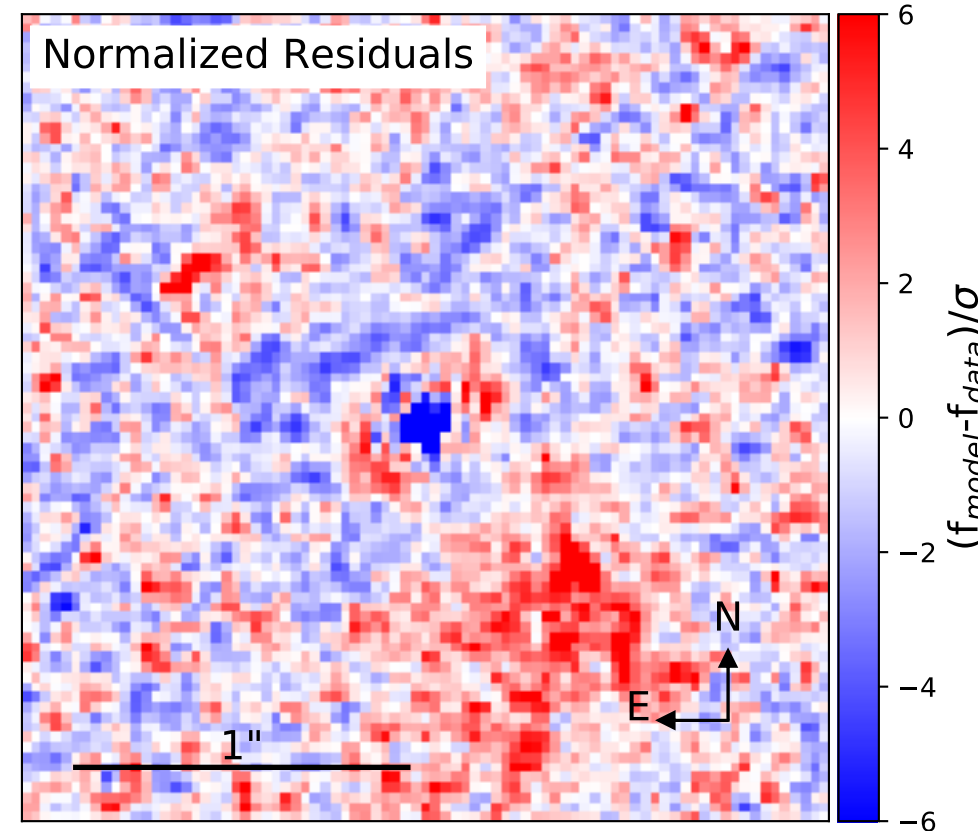 Normalized Residuals
N
E
1"
6
4
2
0
−2
−4
−6
(f_model-f_data)/σ